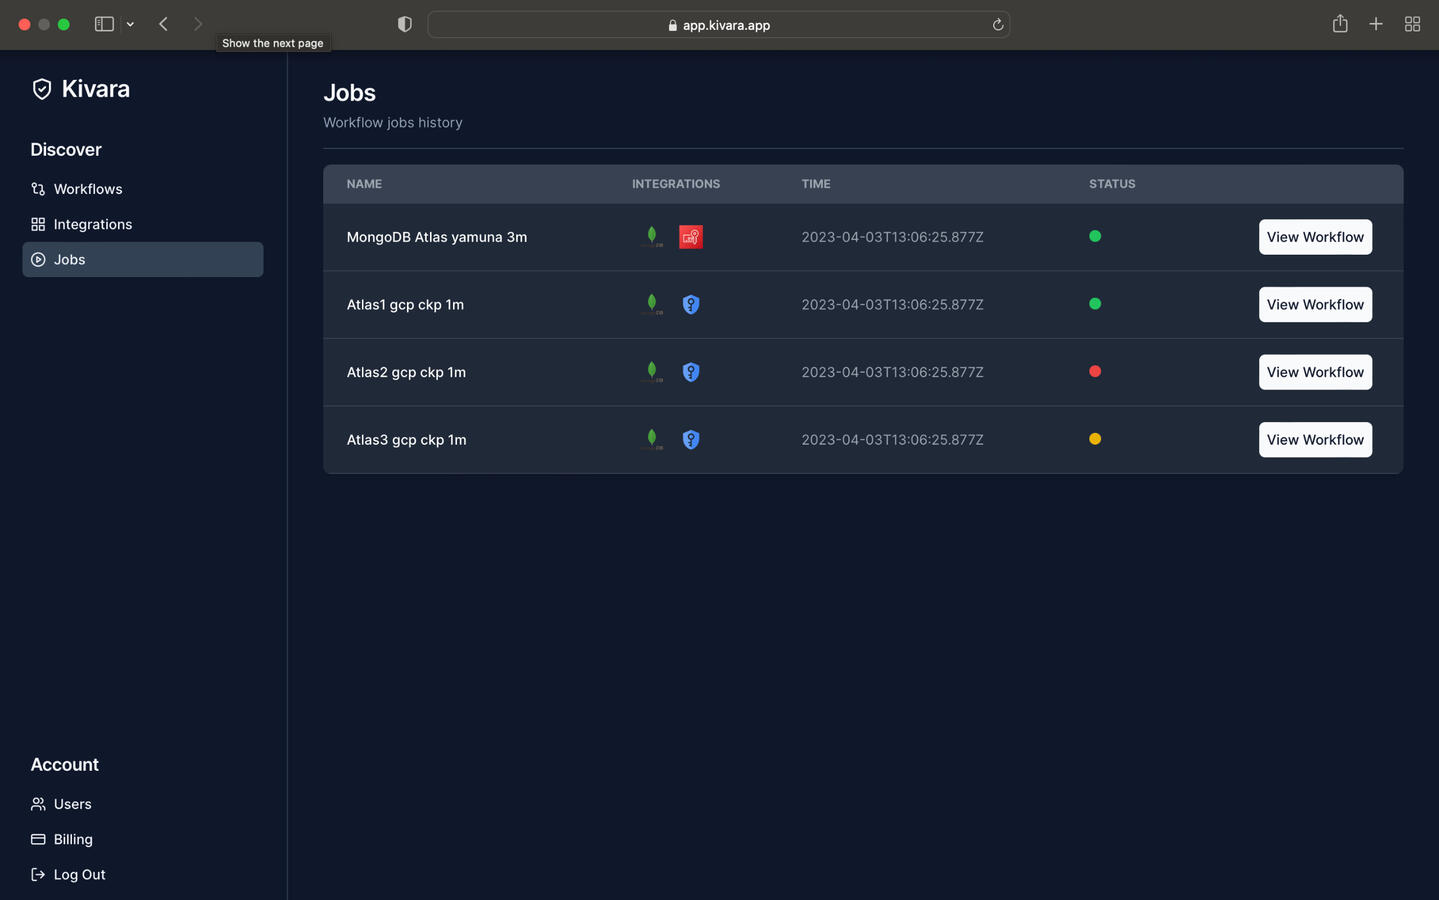 app.kivara.app
Show the next page
Kivara
Discover
Workflows
Integrations
Jobs
Account
Users
Billing
Log Out
Jobs
Workflow jobs history
NAME INTEGRATIONS TIME STATUS
MongoDB Atlas yamuna 3m 2023-04-03T13:06:25.877Z View Workflow
Atlas1 gcp ckp 1m 2023-04-03T13:06:25.877Z View Workflow
Atlas2 gcp ckp 1m 2023-04-03T13:06:25.877Z View Workflow
Atlas3 gcp ckp 1m 2023-04-03T13:06:25.877Z View Workflow